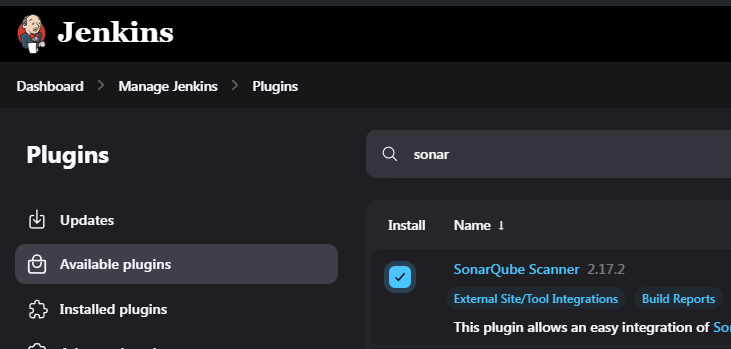 Jenkins
Dashboard > Manage Jenkins > Plugins
Plugins
sonar
Updates
Install Name ↓
Available plugins
SonarQube Scanner 2.17.2
External Site/Tool Integrations Build Reports
Installed plugins
This plugin allows an easy integration of